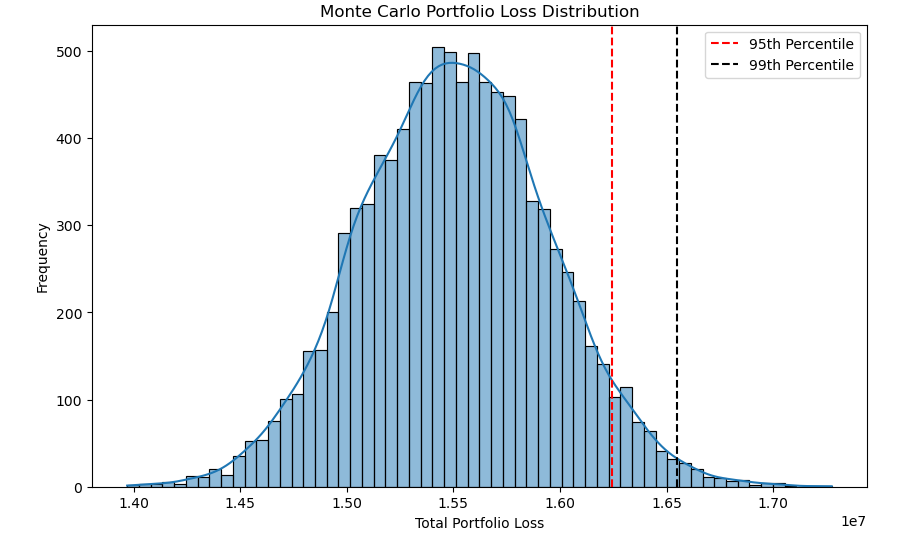 Monte Carlo Portfolio Loss Distribution
95th Percentile
99th Percentile
500
400
300
200
100
0
Frequency
1.40 1.45 1.50 1.55 1.60 1.65 1.70
1e7
Total Portfolio Loss